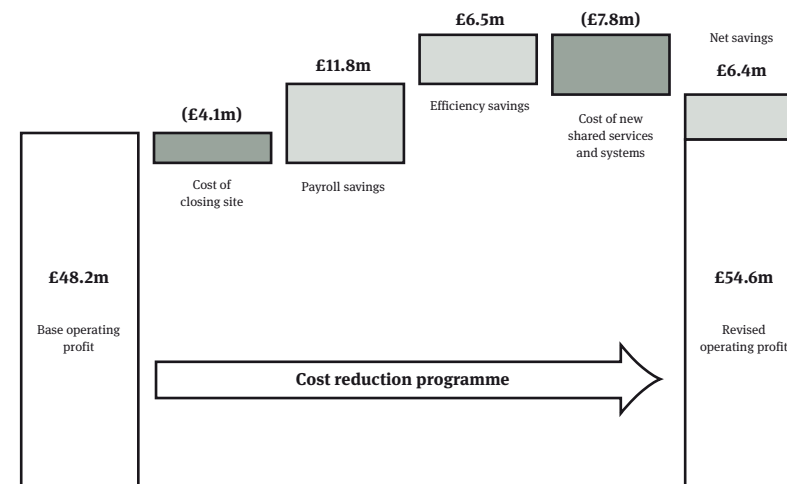 £6.5m
(£7.8m)
Net savings
£11.8m
£6.4m
Efficiency savings
(£4.1m)
Cost of new
shared services
and systems
Cost of
closing site
Payroll savings
£48.2m
£54.6m
Base operating
profit
Revised
operating profit
Cost reduction programme